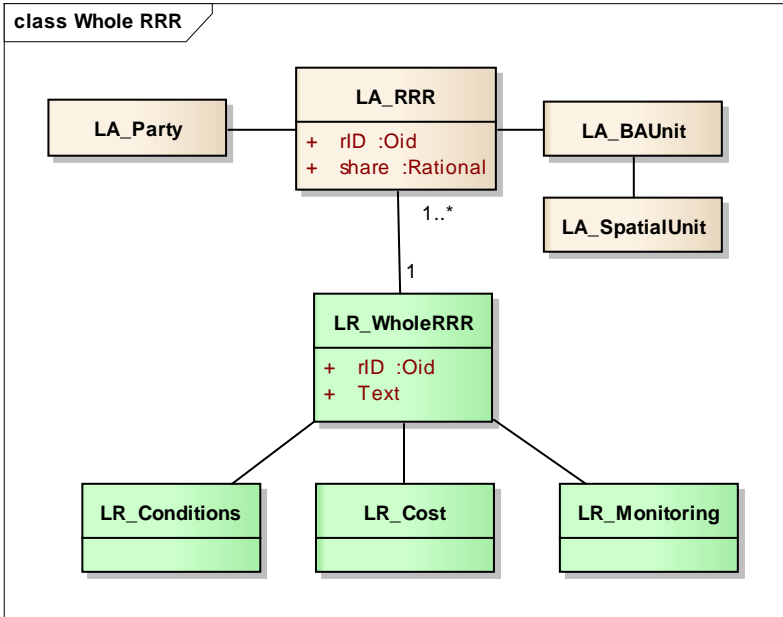 class Whole RRR
LA_RRR
+ rID :Oid
+ share :Rational
LA_Party
LA_BAUnit
LA_SpatialUnit
1..*
1
LR_WholeRRR
+ rID :Oid
+ Text
LR_Conditions
LR_Cost
LR_Monitoring